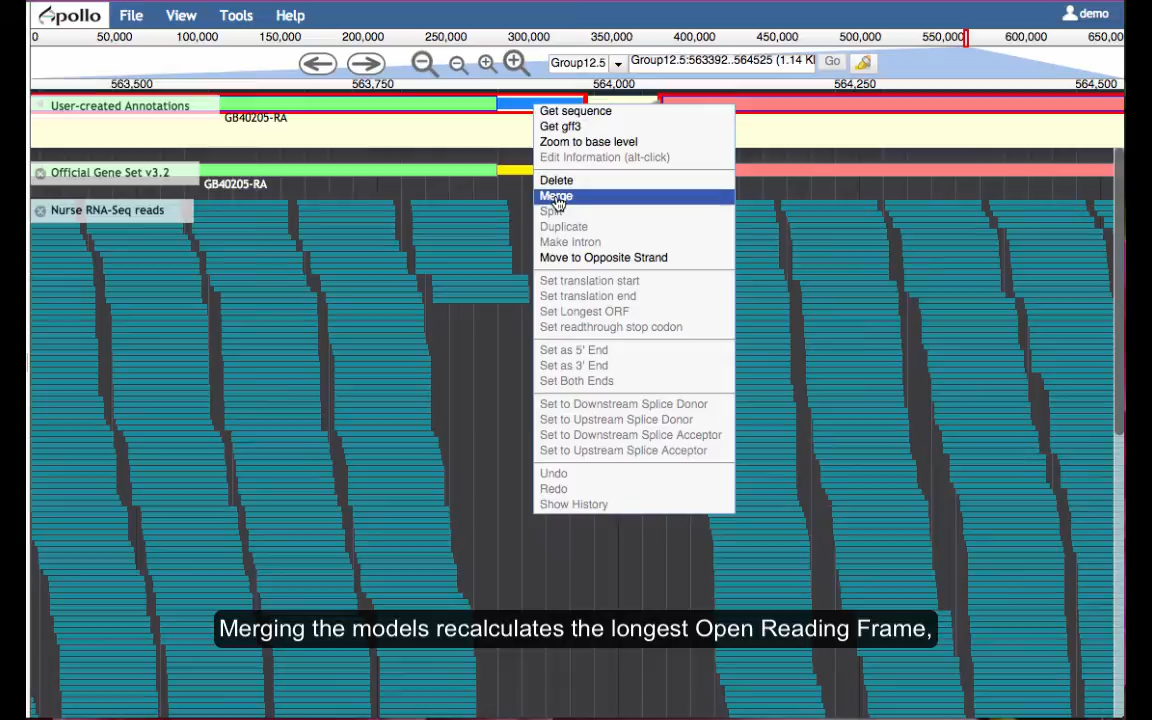 Apollo File View Tools Help demo
0 50,000 100,000 150,000 200,000 250,000 300,000 350,000 400,000 450,000 500,000 550,000 600,000 650,000
Group12.5 Group12.5:563392..564525 (1.14 K Go
563,500 563,750 564,000 564,250 564,500
User-created Annotations
GB40205-RA
Official Gene Set v3.2
GB40205-RA
Nurse RNA-Seq reads
Get sequence
Get gff3
Zoom to base level
Edit Information (alt-click)
Delete
Merge
Split
Duplicate
Make Intron
Move to Opposite Strand
Set translation start
Set translation end
Set Longest ORF
Set readthrough stop codon
Set as 5' End
Set as 3' End
Set Both Ends
Set to Downstream Splice Donor
Set to Upstream Splice Donor
Set to Downstream Splice Acceptor
Set to Upstream Splice Acceptor
Undo
Redo
Show History
Merging the models recalculates the longest Open Reading Frame,